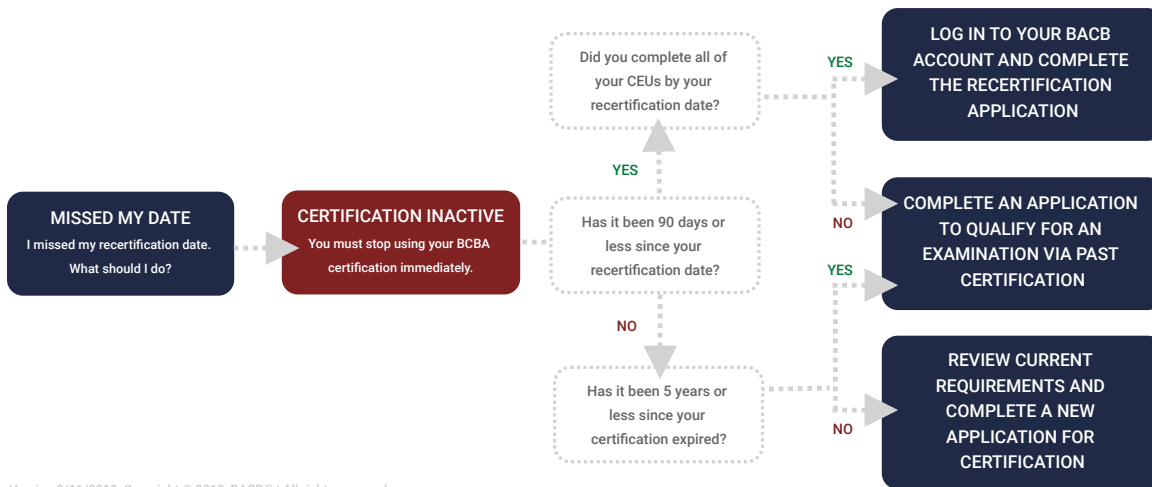 Did you complete all of
your CEUs by your
recertification date?
YES
LOG IN TO YOUR BACB
ACCOUNT AND COMPLETE
THE RECERTIFICATION
APPLICATION
YES
MISSED MY DATE
I missed my recertification date.
What should I do?
CERTIFICATION INACTIVE
You must stop using your BCBA
certification immediately.
Has it been 90 days or
less since your
recertification date?
NO
COMPLETE AN APPLICATION
TO QUALIFY FOR AN
EXAMINATION VIA PAST
CERTIFICATION
YES
NO
Has it been 5 years or
less since your
certification expired?
NO
REVIEW CURRENT
REQUIREMENTS AND
COMPLETE A NEW
APPLICATION FOR
CERTIFICATION